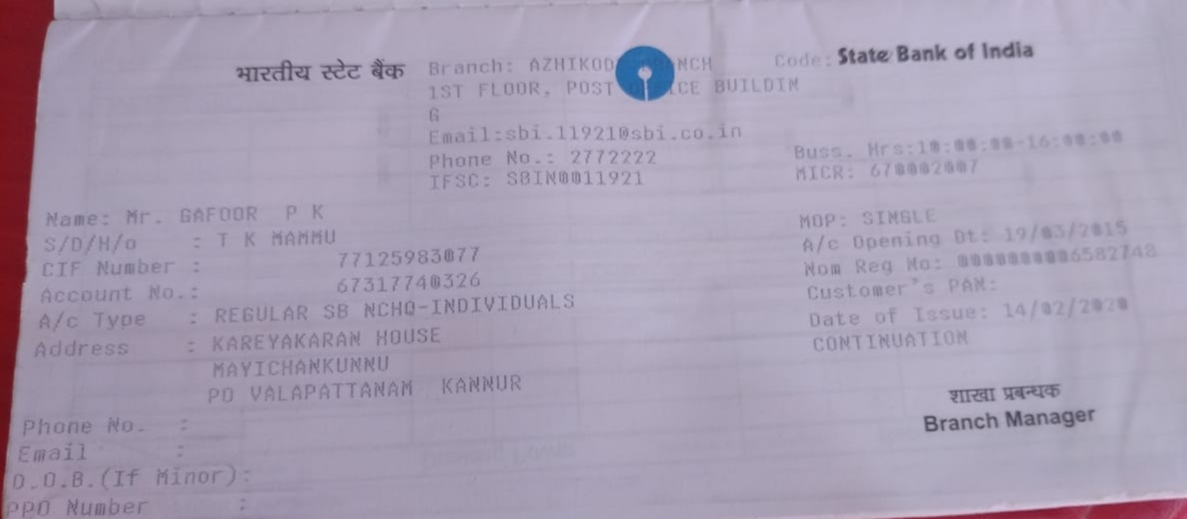 भारतीय स्टेट बैंक
State Bank of India
Branch: AZHIKOD NCH Code:
1ST FLOOR, POST ICE BUILDIN
G
Email:sbi.11921@sbi.co.in
Phone No.: 2772222
IFSC: SBIN0011921
Buss. Hrs:10:00:00-16:00:00
MICR: 670002007
Name: Mr. GAFOOR P K
S/D/H/o : T K MAMMU
CIF Number : 77125983077
Account No.: 67317740326
A/c Type : REGULAR SB NCHQ-INDIVIDUALS
Address : KAREYAKARAN HOUSE
MAYICHANKUNNU
PO VALAPATTANAM KANNUR
Phone No. :
Email :
D.O.B.(If Minor):
PPO Number :
MOP: SINGLE
A/c Opening Dt: 19/03/2015
Nom Reg No: 0000000006582748
Customer's PAN:
Date of Issue: 14/02/2020
CONTINUATION
शाखा प्रबन्धक
Branch Manager